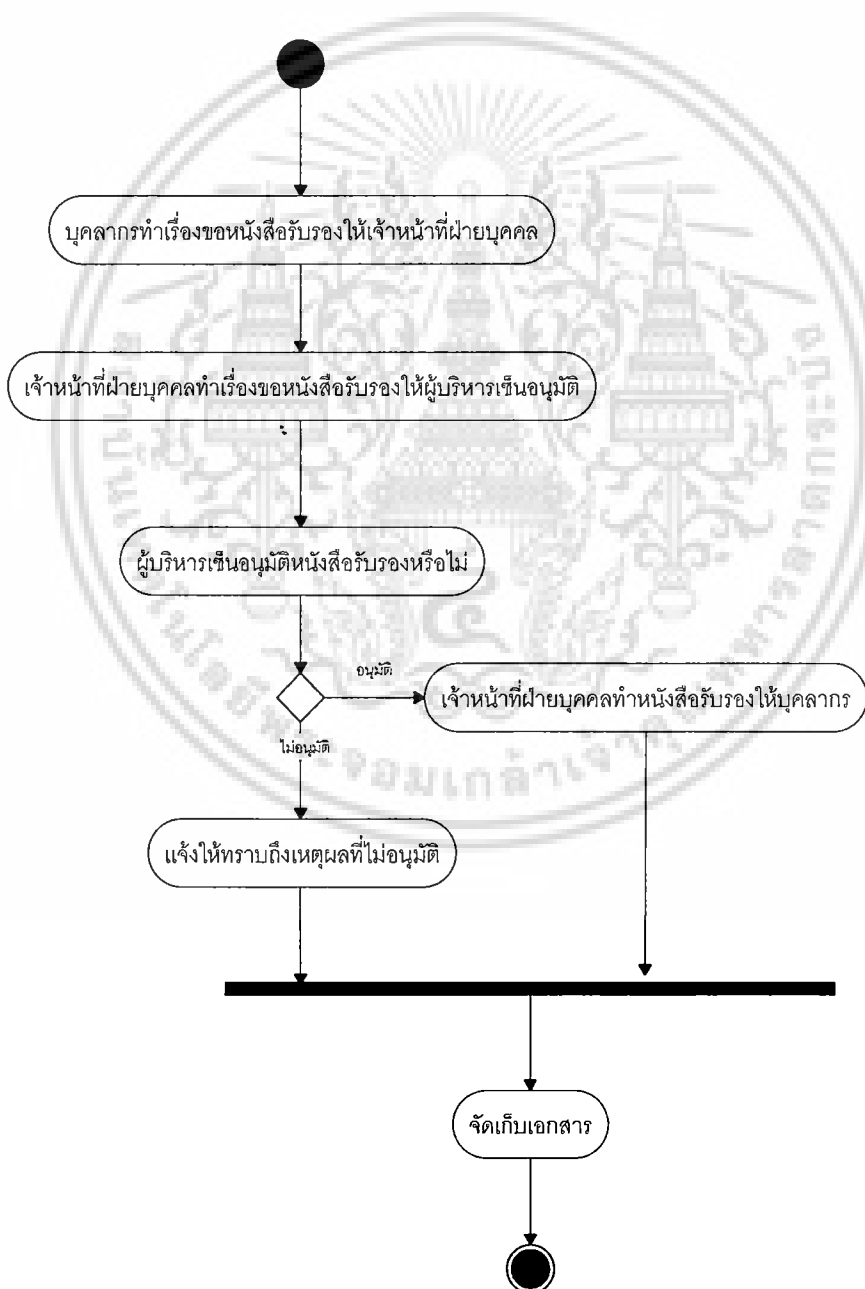 บุคลากรทำเรื่องขอหนังสือรับรองให้เจ้าหน้าที่ฝ่ายบุคคล
เจ้าหน้าที่ฝ่ายบุคคลทำเรื่องขอหนังสือรับรองให้ผู้บริหารเซ็นอนุมัติ
ผู้บริหารเซ็นอนุมัติหนังสือรับรองหรือไม่
อนุมัติ
เจ้าหน้าที่ฝ่ายบุคคลทำหนังสือรับรองให้บุคลากร
ไม่อนุมัติ
แจ้งให้ทราบถึงเหตุผลที่ไม่อนุมัติ
จัดเก็บเอกสาร